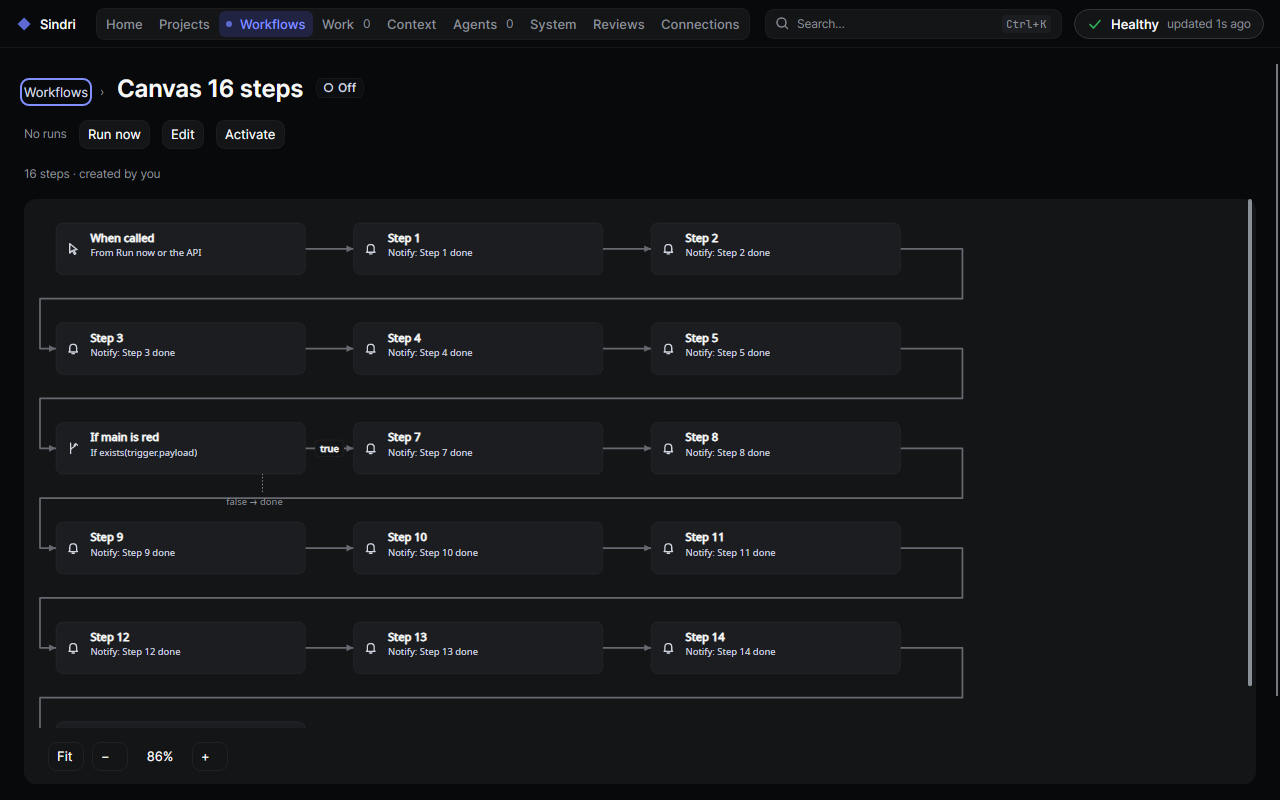 Sindri
Home Projects Workflows Work 0 Context Agents 0 System Reviews Connections
Search... Ctrl+K
Healthy updated 1s ago
Workflows › Canvas 16 steps Off
No runs Run now Edit Activate
16 steps · created by you
When called
From Run now or the API
Step 1
Notify: Step 1 done
Step 2
Notify: Step 2 done
Step 3
Notify: Step 3 done
Step 4
Notify: Step 4 done
Step 5
Notify: Step 5 done
If main is red
If exists(trigger.payload)
true
Step 7
Notify: Step 7 done
Step 8
Notify: Step 8 done
false → done
Step 9
Notify: Step 9 done
Step 10
Notify: Step 10 done
Step 11
Notify: Step 11 done
Step 12
Notify: Step 12 done
Step 13
Notify: Step 13 done
Step 14
Notify: Step 14 done
Fit − 86% +